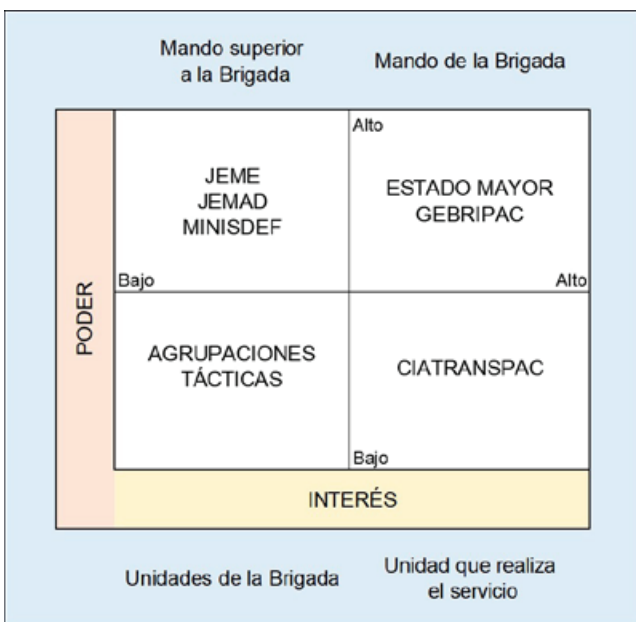 Mando superior
a la Brigada
Mando de la Brigada
Alto
JEME
JEMAD
MINISDEF
ESTADO MAYOR
GEBRIPAC
Bajo
Alto
PODER
AGRUPACIONES
TÁCTICAS
CIATRANSPAC
Bajo
INTERÉS
Unidades de la Brigada
Unidad que realiza
el servicio